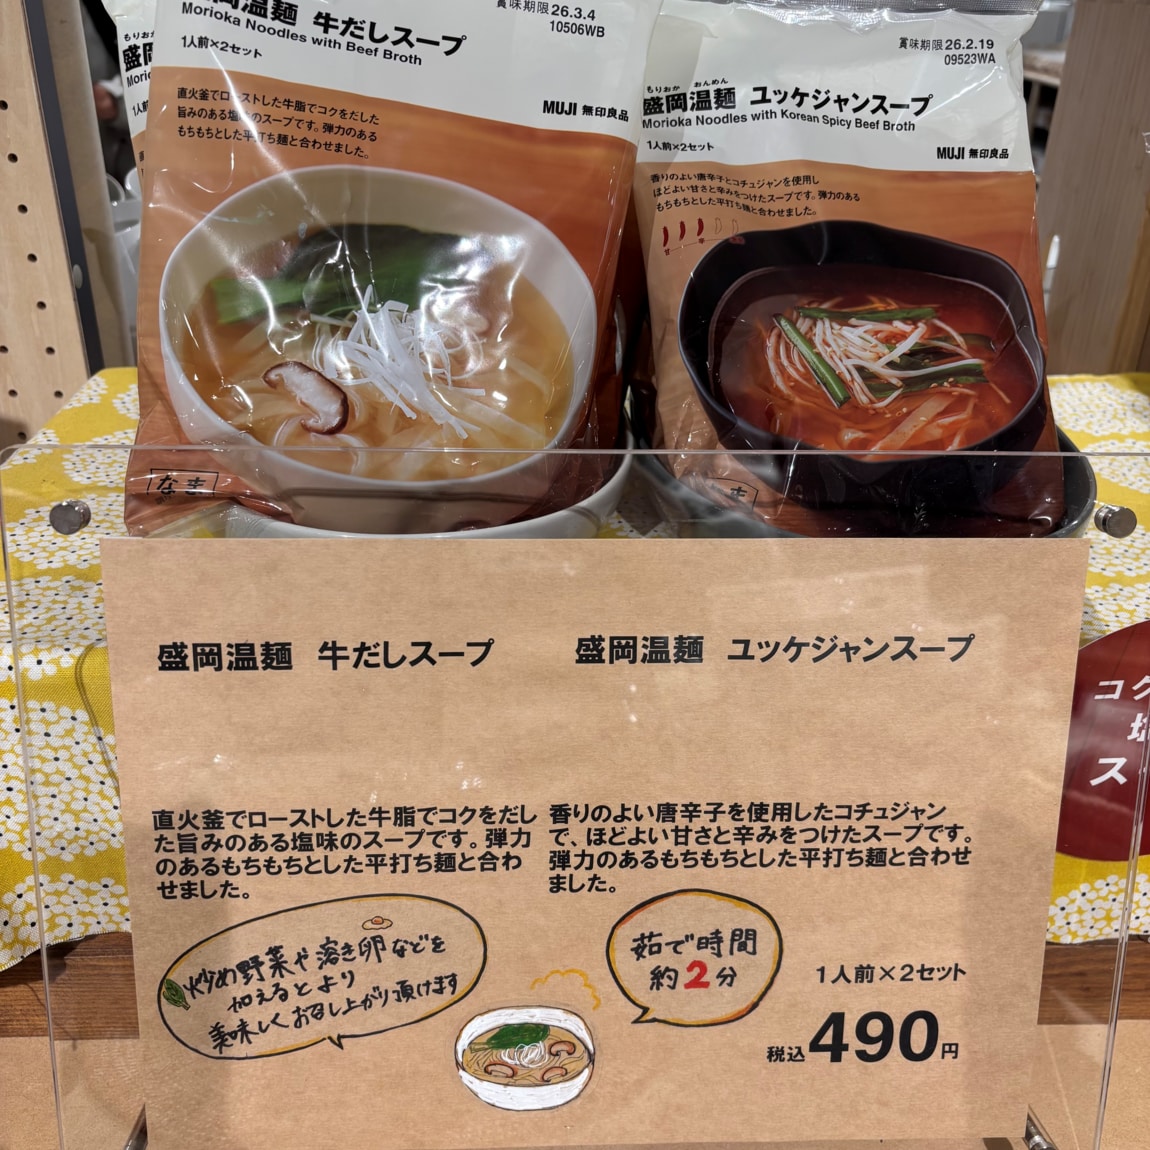 盛岡温麺 牛だしスープ
Morioka Noodles with Beef Broth
1人前×2セット
賞味期限26.3.4
10506WB
直火釜でローストした牛脂でコクをだした
旨みのある塩味のスープです。弾力のある
もちもちとした平打ち麺と合わせました。
MUJI 無印良品
なま
賞味期限26.2.19
09523WA
もりおか おんめん
盛岡温麺 ユッケジャンスープ
Morioka Noodles with Korean Spicy Beef Broth
1人前×2セット
MUJI 無印良品
香りのよい唐辛子とコチュジャンを使用し
ほどよい甘さと辛みをつけたスープです。弾力のある
もちもちとした平打ち麺と合わせました。
盛岡温麺 牛だしスープ
盛岡温麺 ユッケジャンスープ
直火釜でローストした牛脂でコクをだし
た旨みのある塩味のスープです。弾力
のあるもちもちとした平打ち麺と合わ
せました。
香りのよい唐辛子を使用したコチュジャン
で、ほどよい甘さと辛みをつけたスープです。
弾力のあるもちもちとした平打ち麺と合わせ
ました。
炒め野菜や溶き卵などを
加えるとより
美味しくお召し上がり頂けます
茹で時間
約2分
1人前×2セット
税込490円
コク
スー